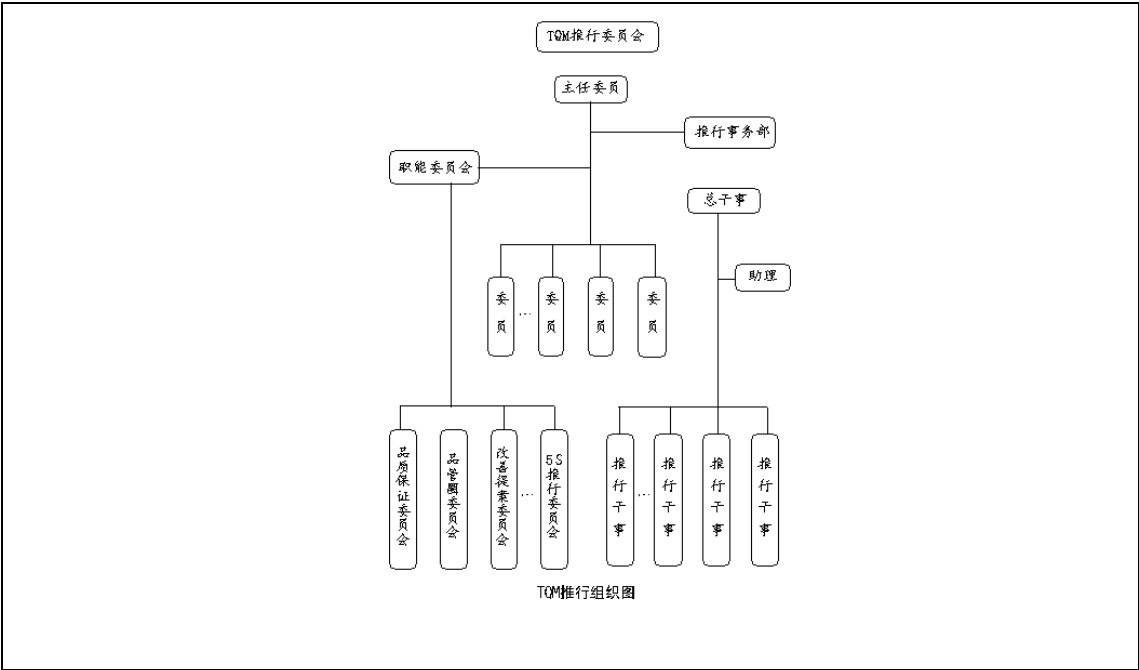 TQM推行委员会
主任委员
推行事务部
职能委员会
总干事
助理
委员
…
委员
委员
委员
品质保证委员会
品管圈委员会
改善提案委员会
…
5S推行委员会
推行干事
…
推行干事
推行干事
推行干事
TQM推行组织图